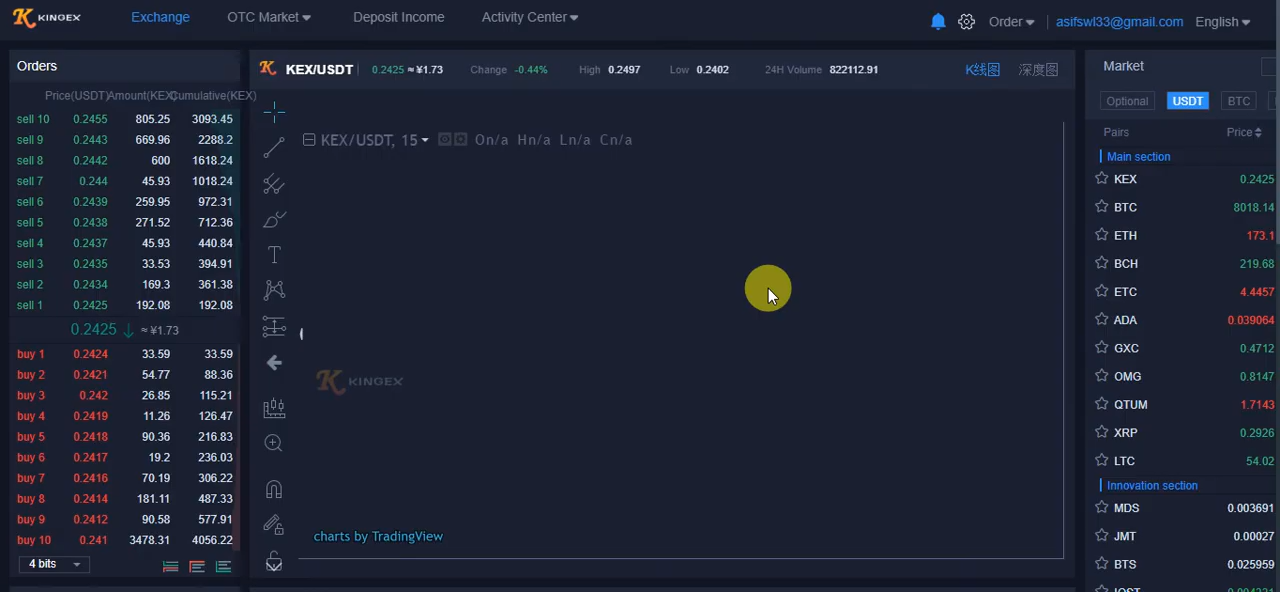 KINGEX Exchange OTC Market Deposit Income Activity Center Order asifswl33@gmail.com English
Orders
Price(USDT) Amount(KEX) Cumulative(KEX)
sell 10 0.2455 805.25 3093.45
sell 9 0.2443 669.96 2288.2
sell 8 0.2442 600 1618.24
sell 7 0.244 45.93 1018.24
sell 6 0.2439 259.95 972.31
sell 5 0.2438 271.52 712.36
sell 4 0.2437 45.93 440.84
sell 3 0.2435 33.53 394.91
sell 2 0.2434 169.3 361.38
sell 1 0.2425 192.08 192.08
0.2425 ↓ ≈ ¥1.73
buy 1 0.2424 33.59 33.59
buy 2 0.2421 54.77 88.36
buy 3 0.242 26.85 115.21
buy 4 0.2419 11.26 126.47
buy 5 0.2418 90.36 216.83
buy 6 0.2417 19.2 236.03
buy 7 0.2416 70.19 306.22
buy 8 0.2414 181.11 487.33
buy 9 0.2412 90.58 577.91
buy 10 0.241 3478.31 4056.22
4 bits
KEX/USDT 0.2425 ≈ ¥1.73 Change -0.44% High 0.2497 Low 0.2402 24H Volume 822112.91 K线图 深度图
KEX/USDT, 15 On/a Hn/a Ln/a Cn/a
T
KINGEX
charts by TradingView
Market
Optional USDT BTC
Pairs Price
Main section
KEX 0.2425
BTC 8018.14
ETH 173.1
BCH 219.68
ETC 4.4457
ADA 0.039064
GXC 0.4712
OMG 0.8147
QTUM 1.7143
XRP 0.2926
LTC 54.02
Innovation section
MDS 0.003691
JMT 0.00027
BTS 0.025959